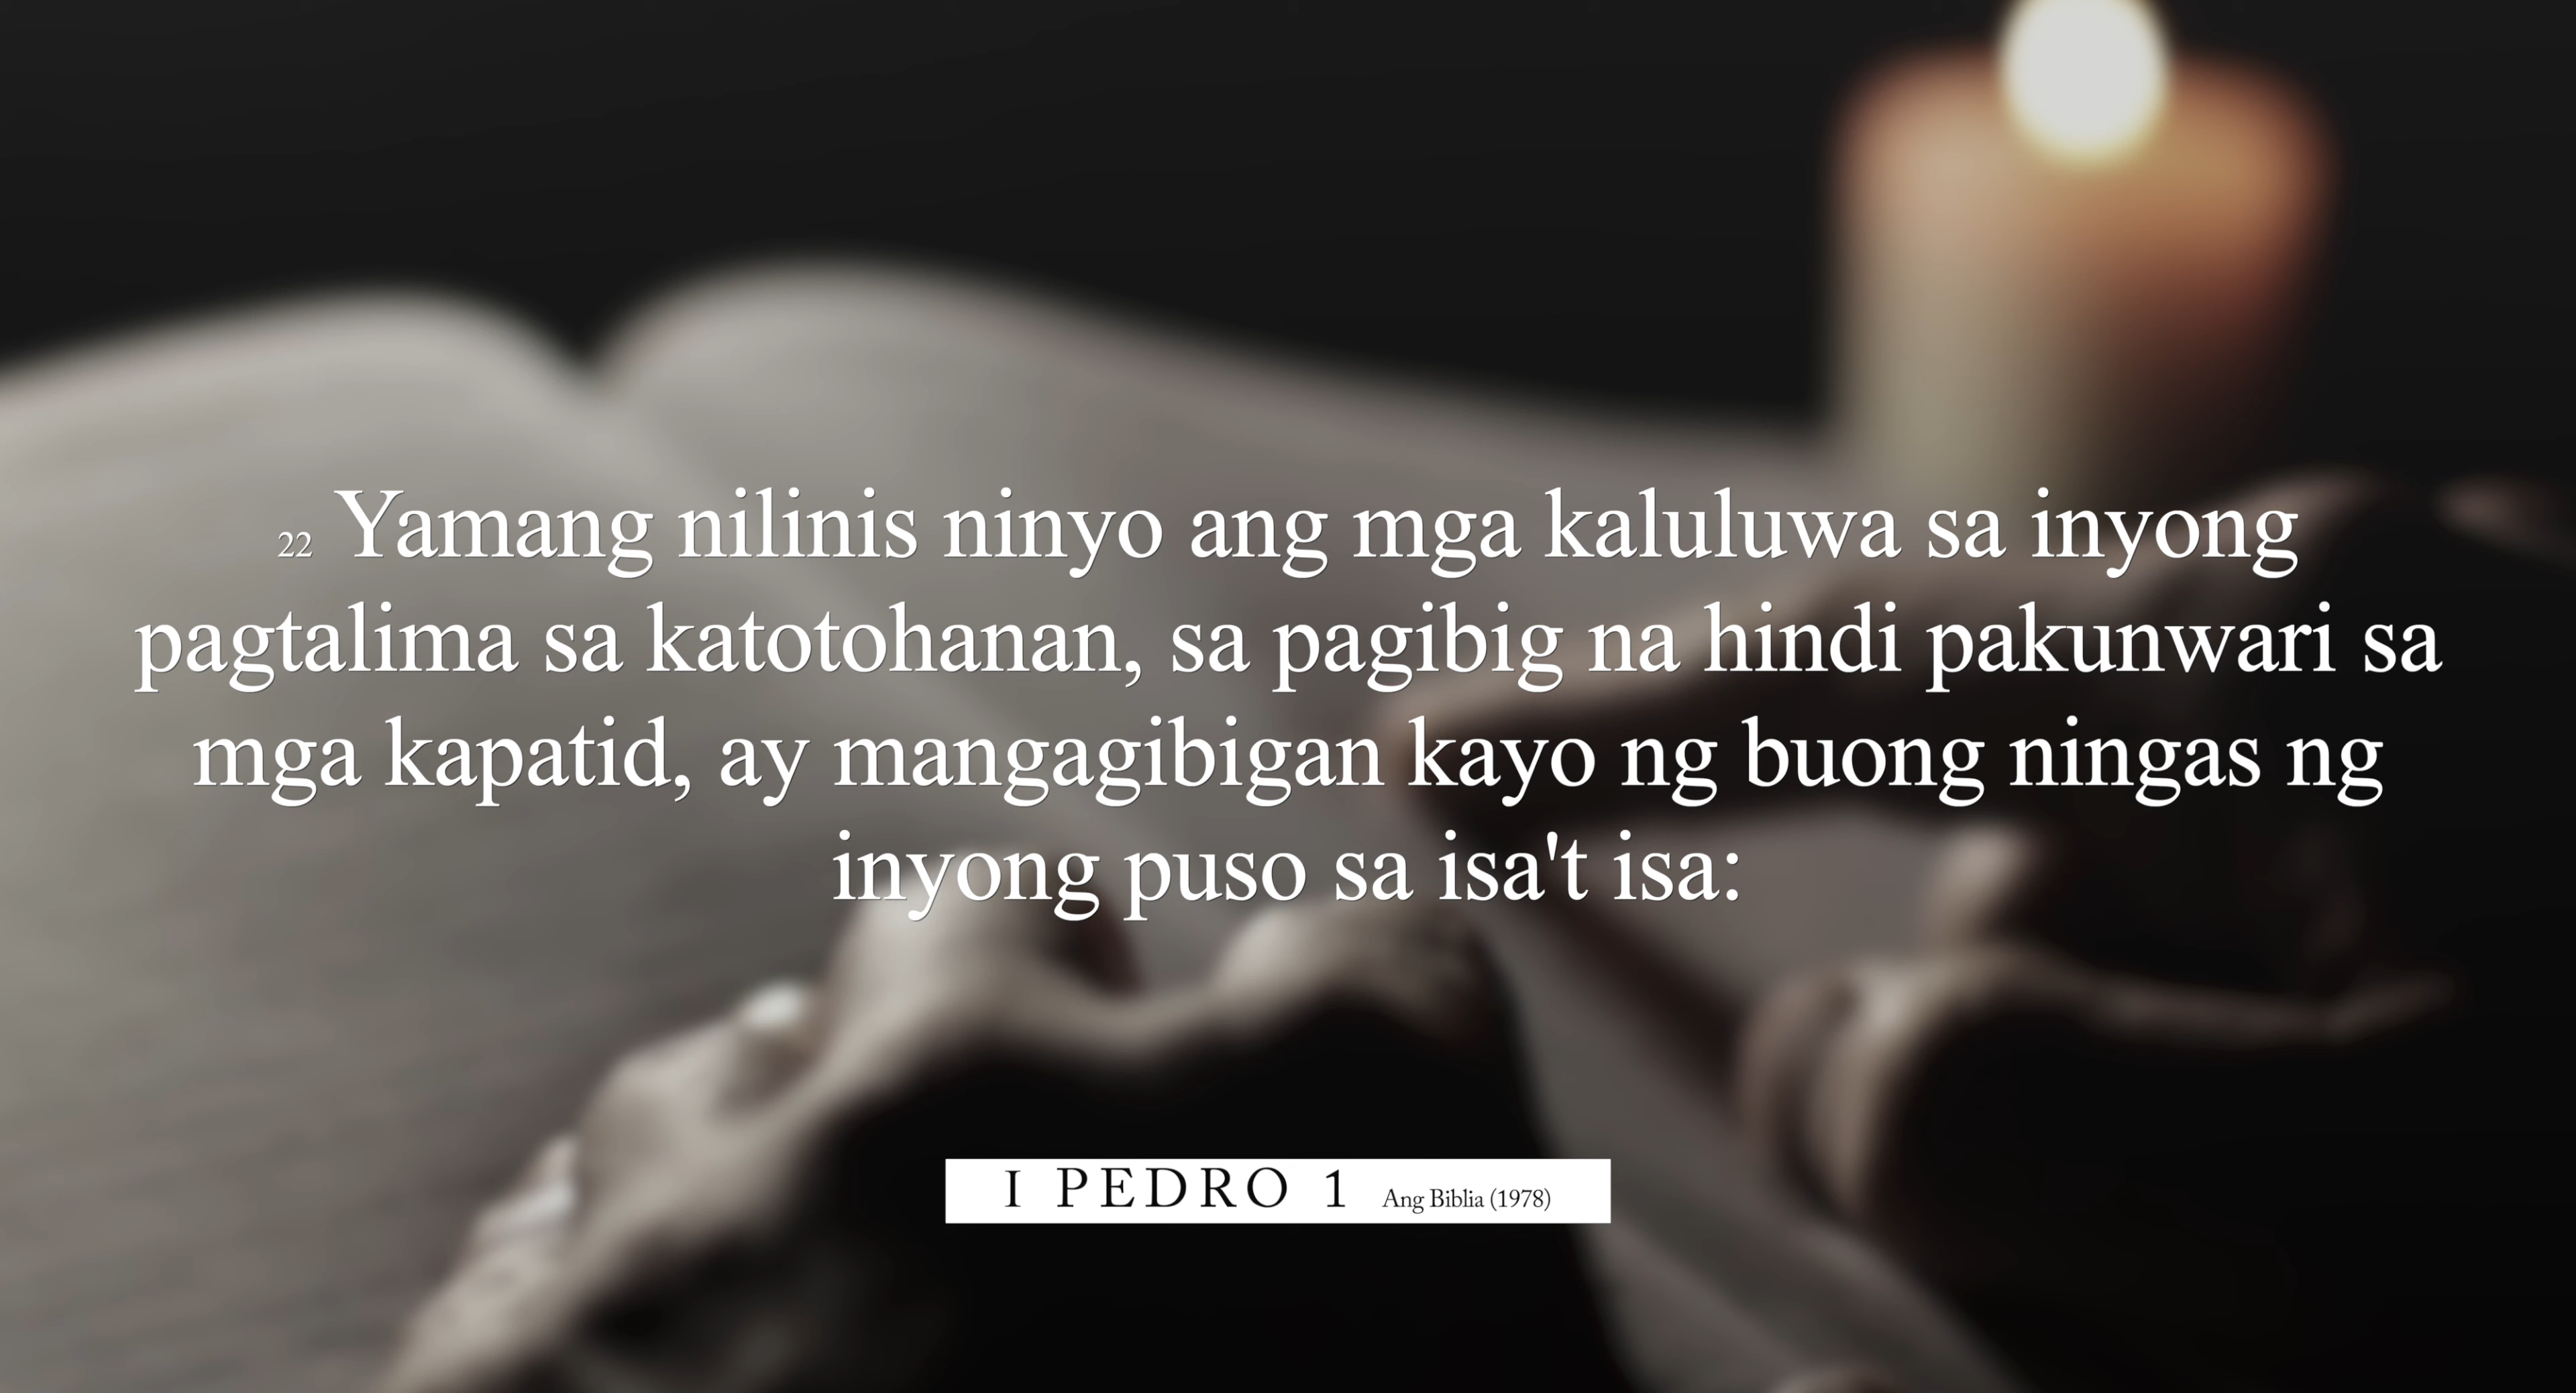 22 Yamang nilinis ninyo ang mga kaluluwa sa inyong
pagtalima sa katotohanan, sa pagibig na hindi pakunwari sa
mga kapatid, ay mangagibigan kayo ng buong ningas ng
inyong puso sa isa't isa:
I PEDRO 1 Ang Biblia (1978)